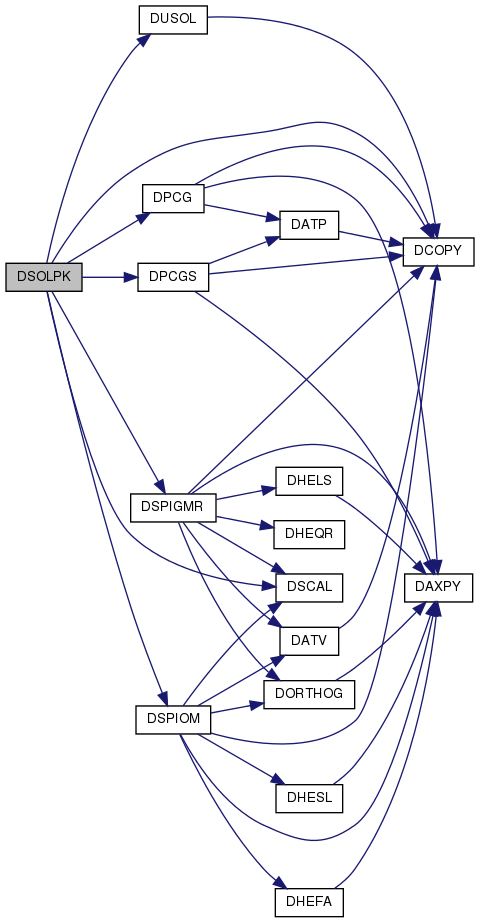 DUSOL
DPCG
DATP
DCOPY
DSOLPK
DPCGS
DHELS
DSPIGMR
DHEQR
DSCAL
DAXPY
DATV
DORTHOG
DSPIOM
DHESL
DHEFA